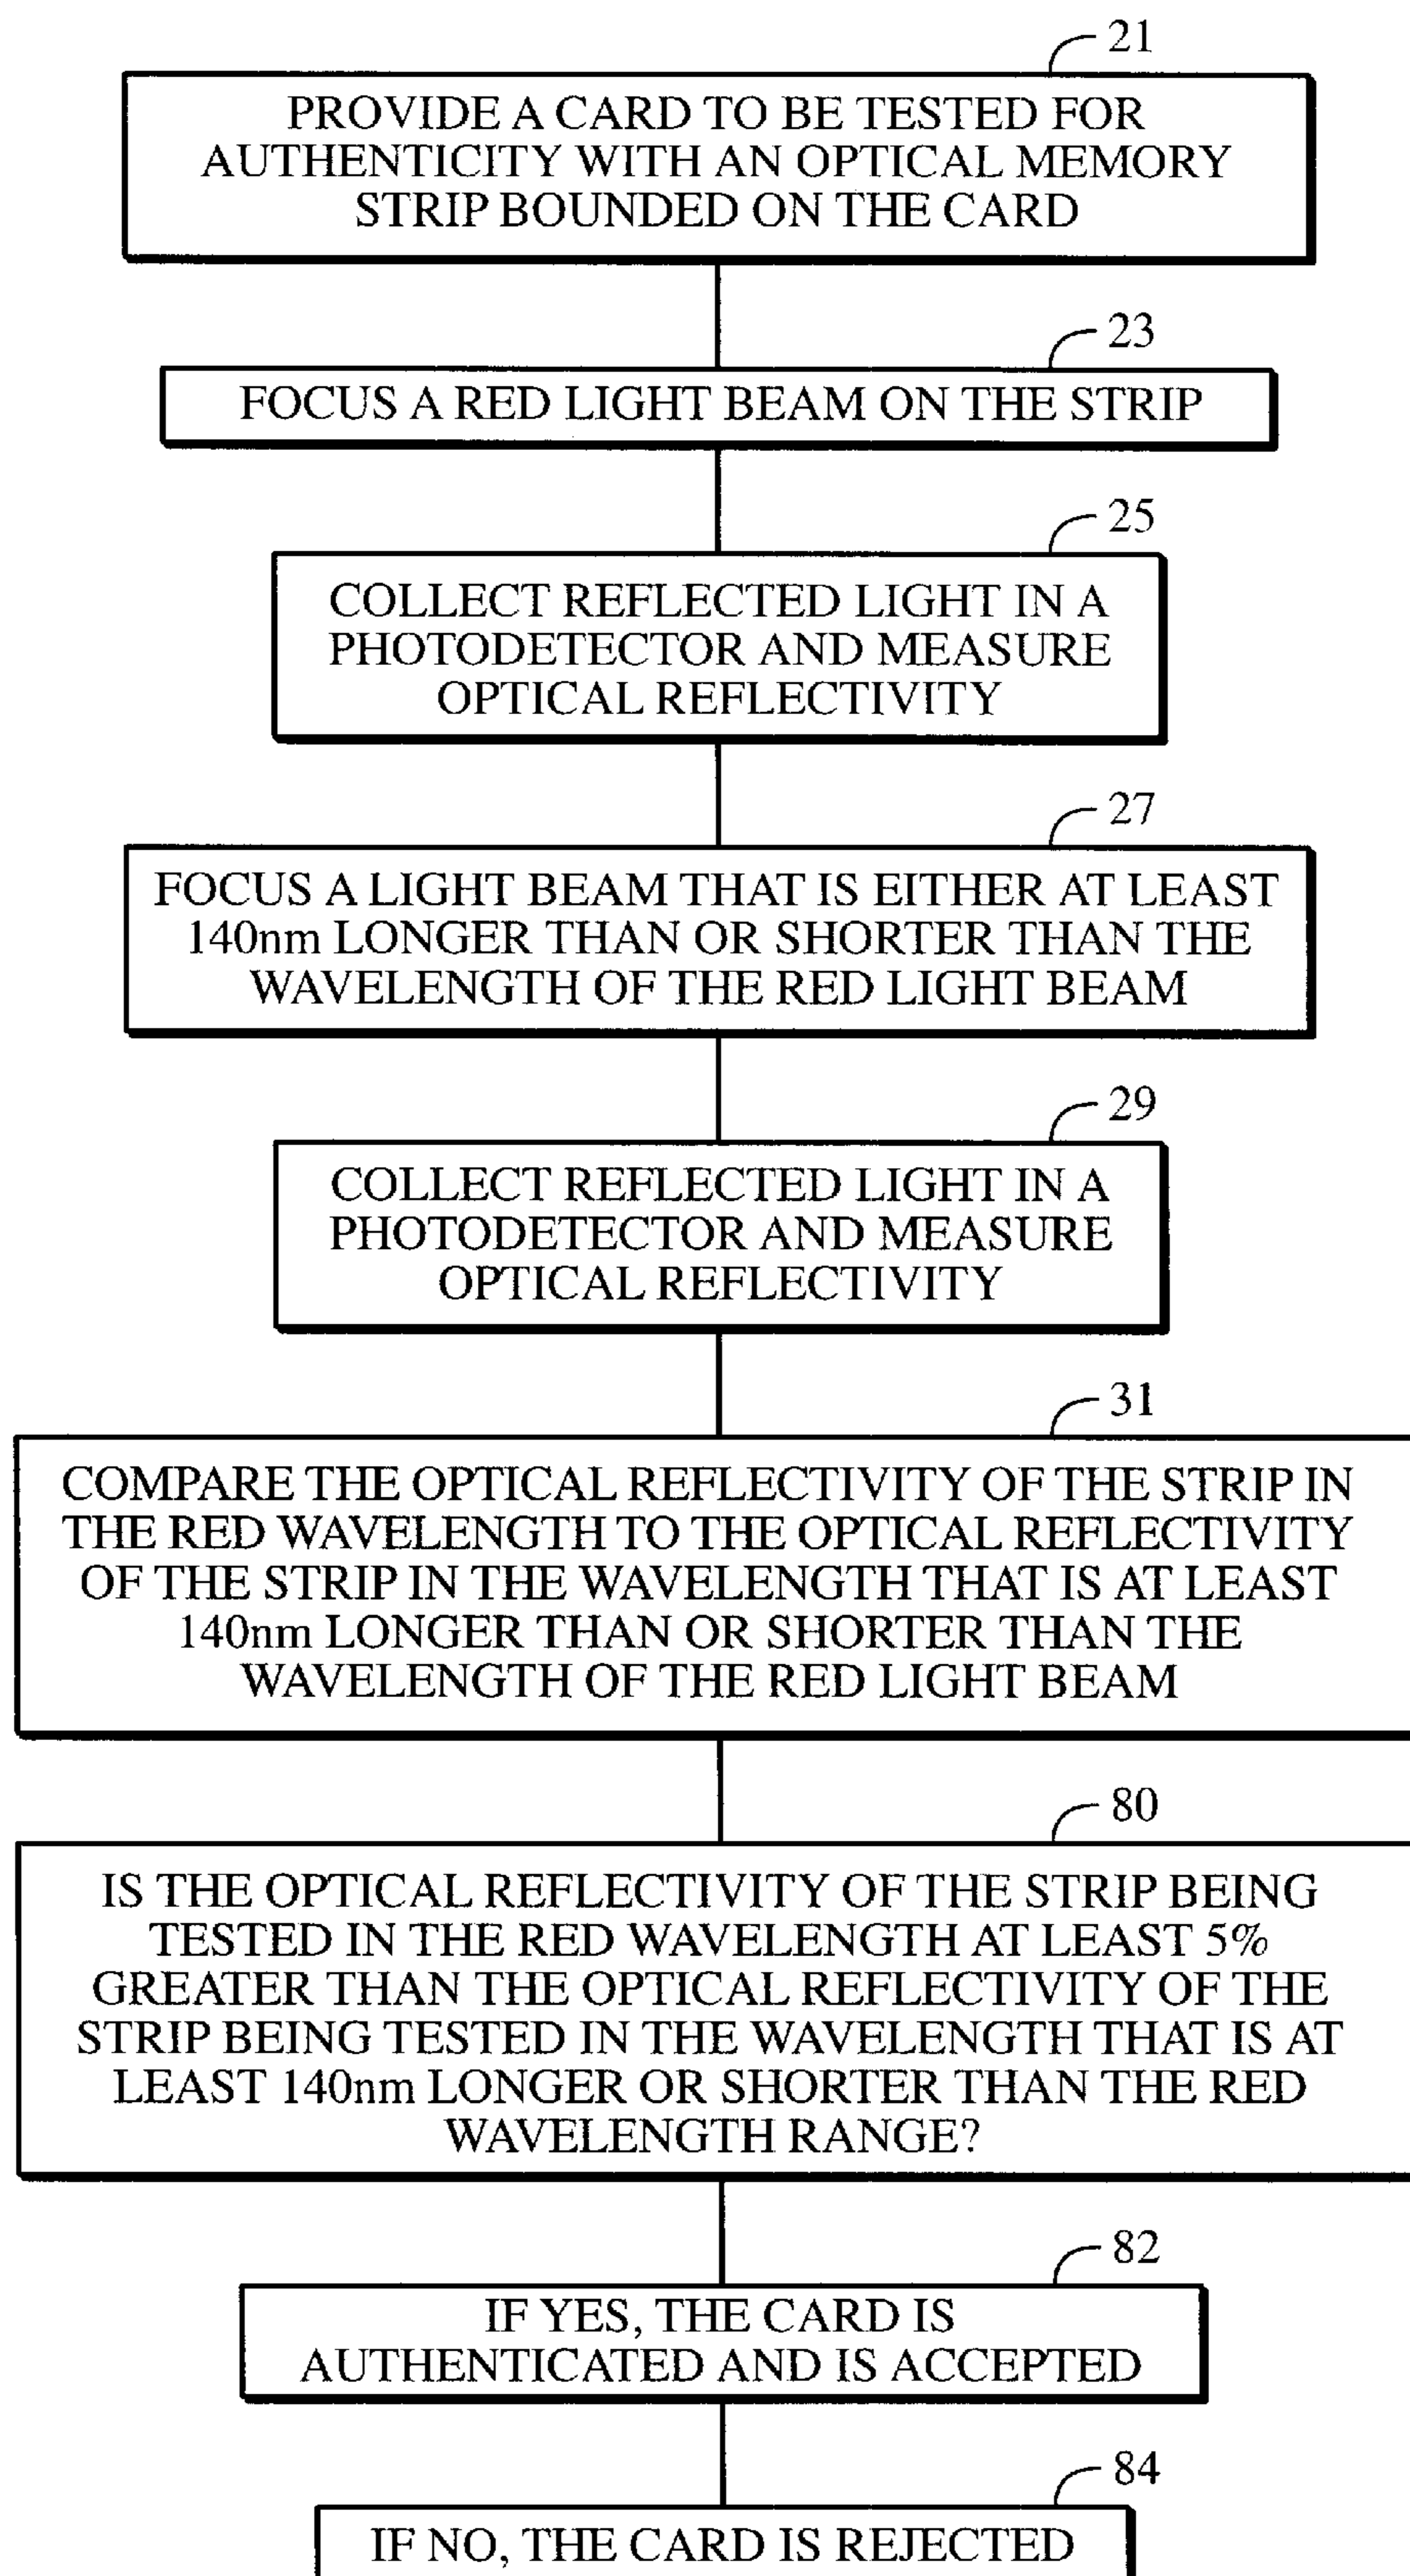 21
PROVIDE A CARD TO BE TESTED FOR
AUTHENTICITY WITH AN OPTICAL MEMORY
STRIP BOUNDED ON THE CARD
23
FOCUS A RED LIGHT BEAM ON THE STRIP
25
COLLECT REFLECTED LIGHT IN A
PHOTODETECTOR AND MEASURE
OPTICAL REFLECTIVITY
27
FOCUS A LIGHT BEAM THAT IS EITHER AT LEAST
140nm LONGER THAN OR SHORTER THAN THE
WAVELENGTH OF THE RED LIGHT BEAM
29
COLLECT REFLECTED LIGHT IN A
PHOTODETECTOR AND MEASURE
OPTICAL REFLECTIVITY
31
COMPARE THE OPTICAL REFLECTIVITY OF THE STRIP IN
THE RED WAVELENGTH TO THE OPTICAL REFLECTIVITY
OF THE STRIP IN THE WAVELENGTH THAT IS AT LEAST
140nm LONGER THAN OR SHORTER THAN THE
WAVELENGTH OF THE RED LIGHT BEAM
80
IS THE OPTICAL REFLECTIVITY OF THE STRIP BEING
TESTED IN THE RED WAVELENGTH AT LEAST 5%
GREATER THAN THE OPTICAL REFLECTIVITY OF THE
STRIP BEING TESTED IN THE WAVELENGTH THAT IS AT
LEAST 140nm LONGER OR SHORTER THAN THE RED
WAVELENGTH RANGE?
82
IF YES, THE CARD IS
AUTHENTICATED AND IS ACCEPTED
84
IF NO, THE CARD IS REJECTED